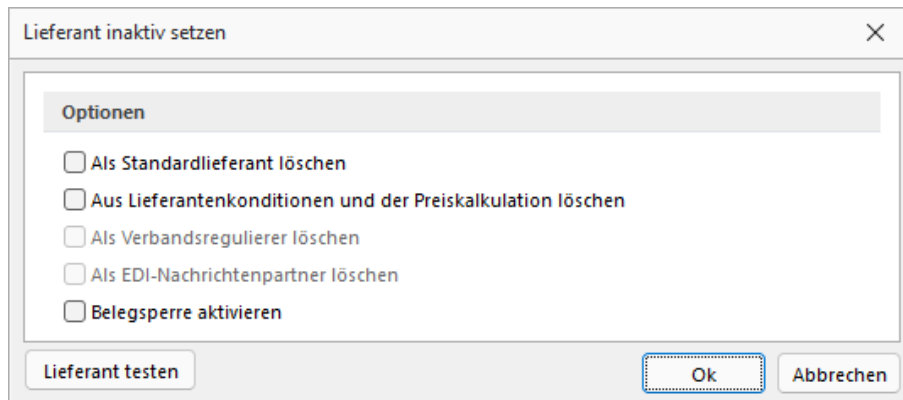 Lieferant inaktiv setzen
Optionen
Als Standardlieferant löschen
Aus Lieferantenkonditionen und der Preiskalkulation löschen
Als Verbandsregulierer löschen
Als EDI-Nachrichtenpartner löschen
Belegsperre aktivieren
Lieferant testen Ok Abbrechen